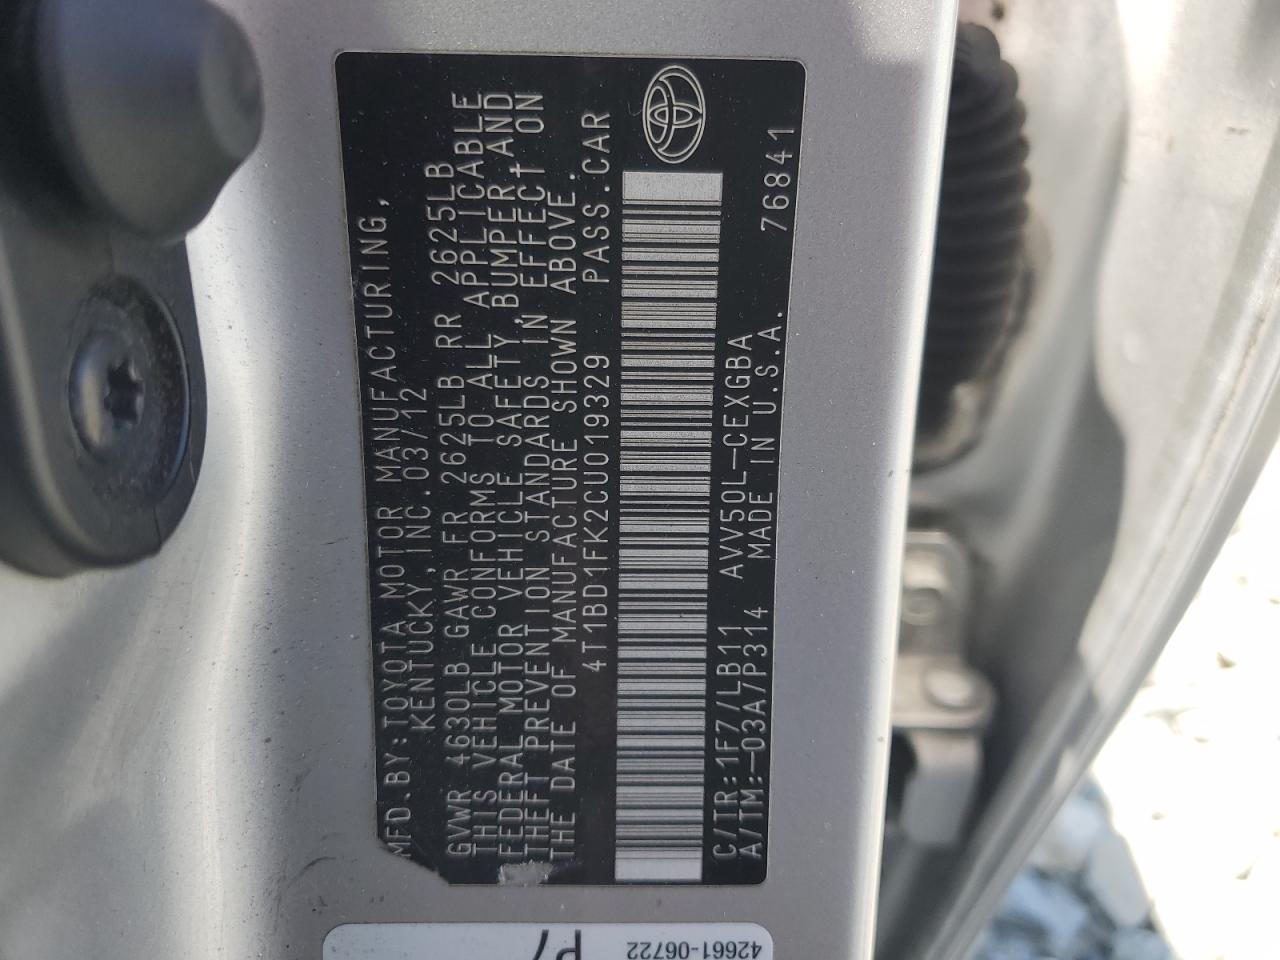 MFD.BY:TOYOTA MOTOR MANUFACTURING,
KENTUCKY,INC.03/12
GVWR 4630LB GAWR FR 2625LB RR 2625LB
THIS VEHICLE CONFORMS TO ALL APPLICABLE
FEDERAL MOTOR VEHICLE SAFETY,BUMPER,AND
THEFT PREVENTION STANDARDS IN EFFECT ON
THE DATE OF MANUFACTURE SHOWN ABOVE.
4T1BD1FK2CU019329 PASS.CAR
C/TR:1F7/LB11 AVV50L-CEXGBA 76841
A/TM:-03A/P314 MADE IN U.S.A.
42661-06722
P7